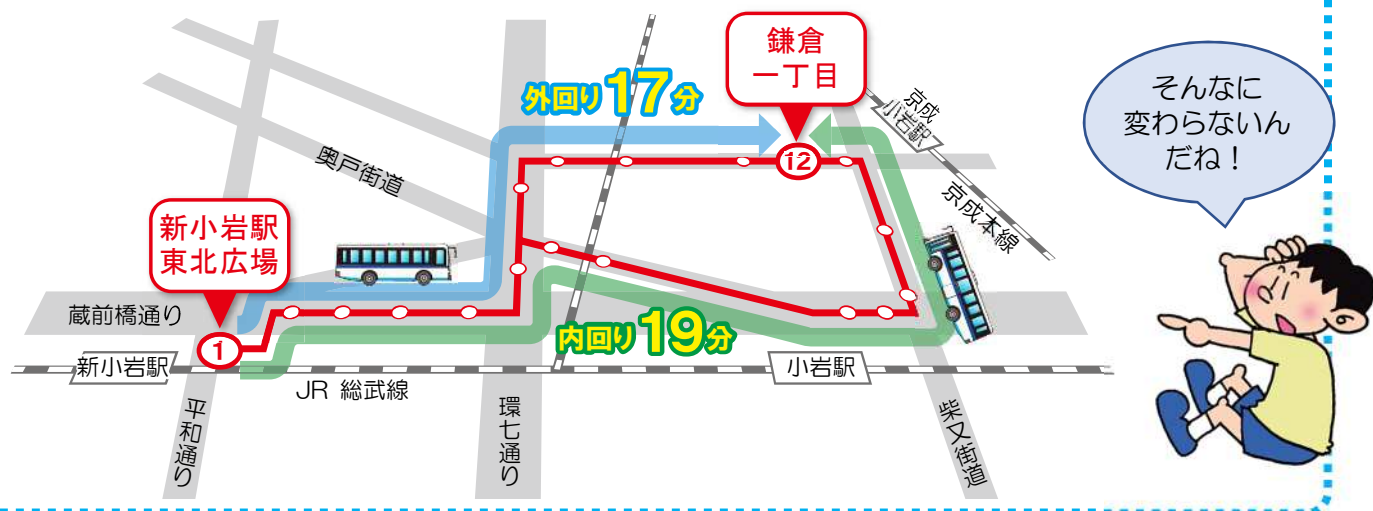 鎌倉
一丁目
外回り17分
京成
小岩駅
そんなに
変わらないん
だね！
奥戸街道
12
京成本線
新小岩駅
東北広場
蔵前橋通り
1
内回り19分
新小岩駅
小岩駅
JR 総武線
平和通り
環七通り
柴又街道